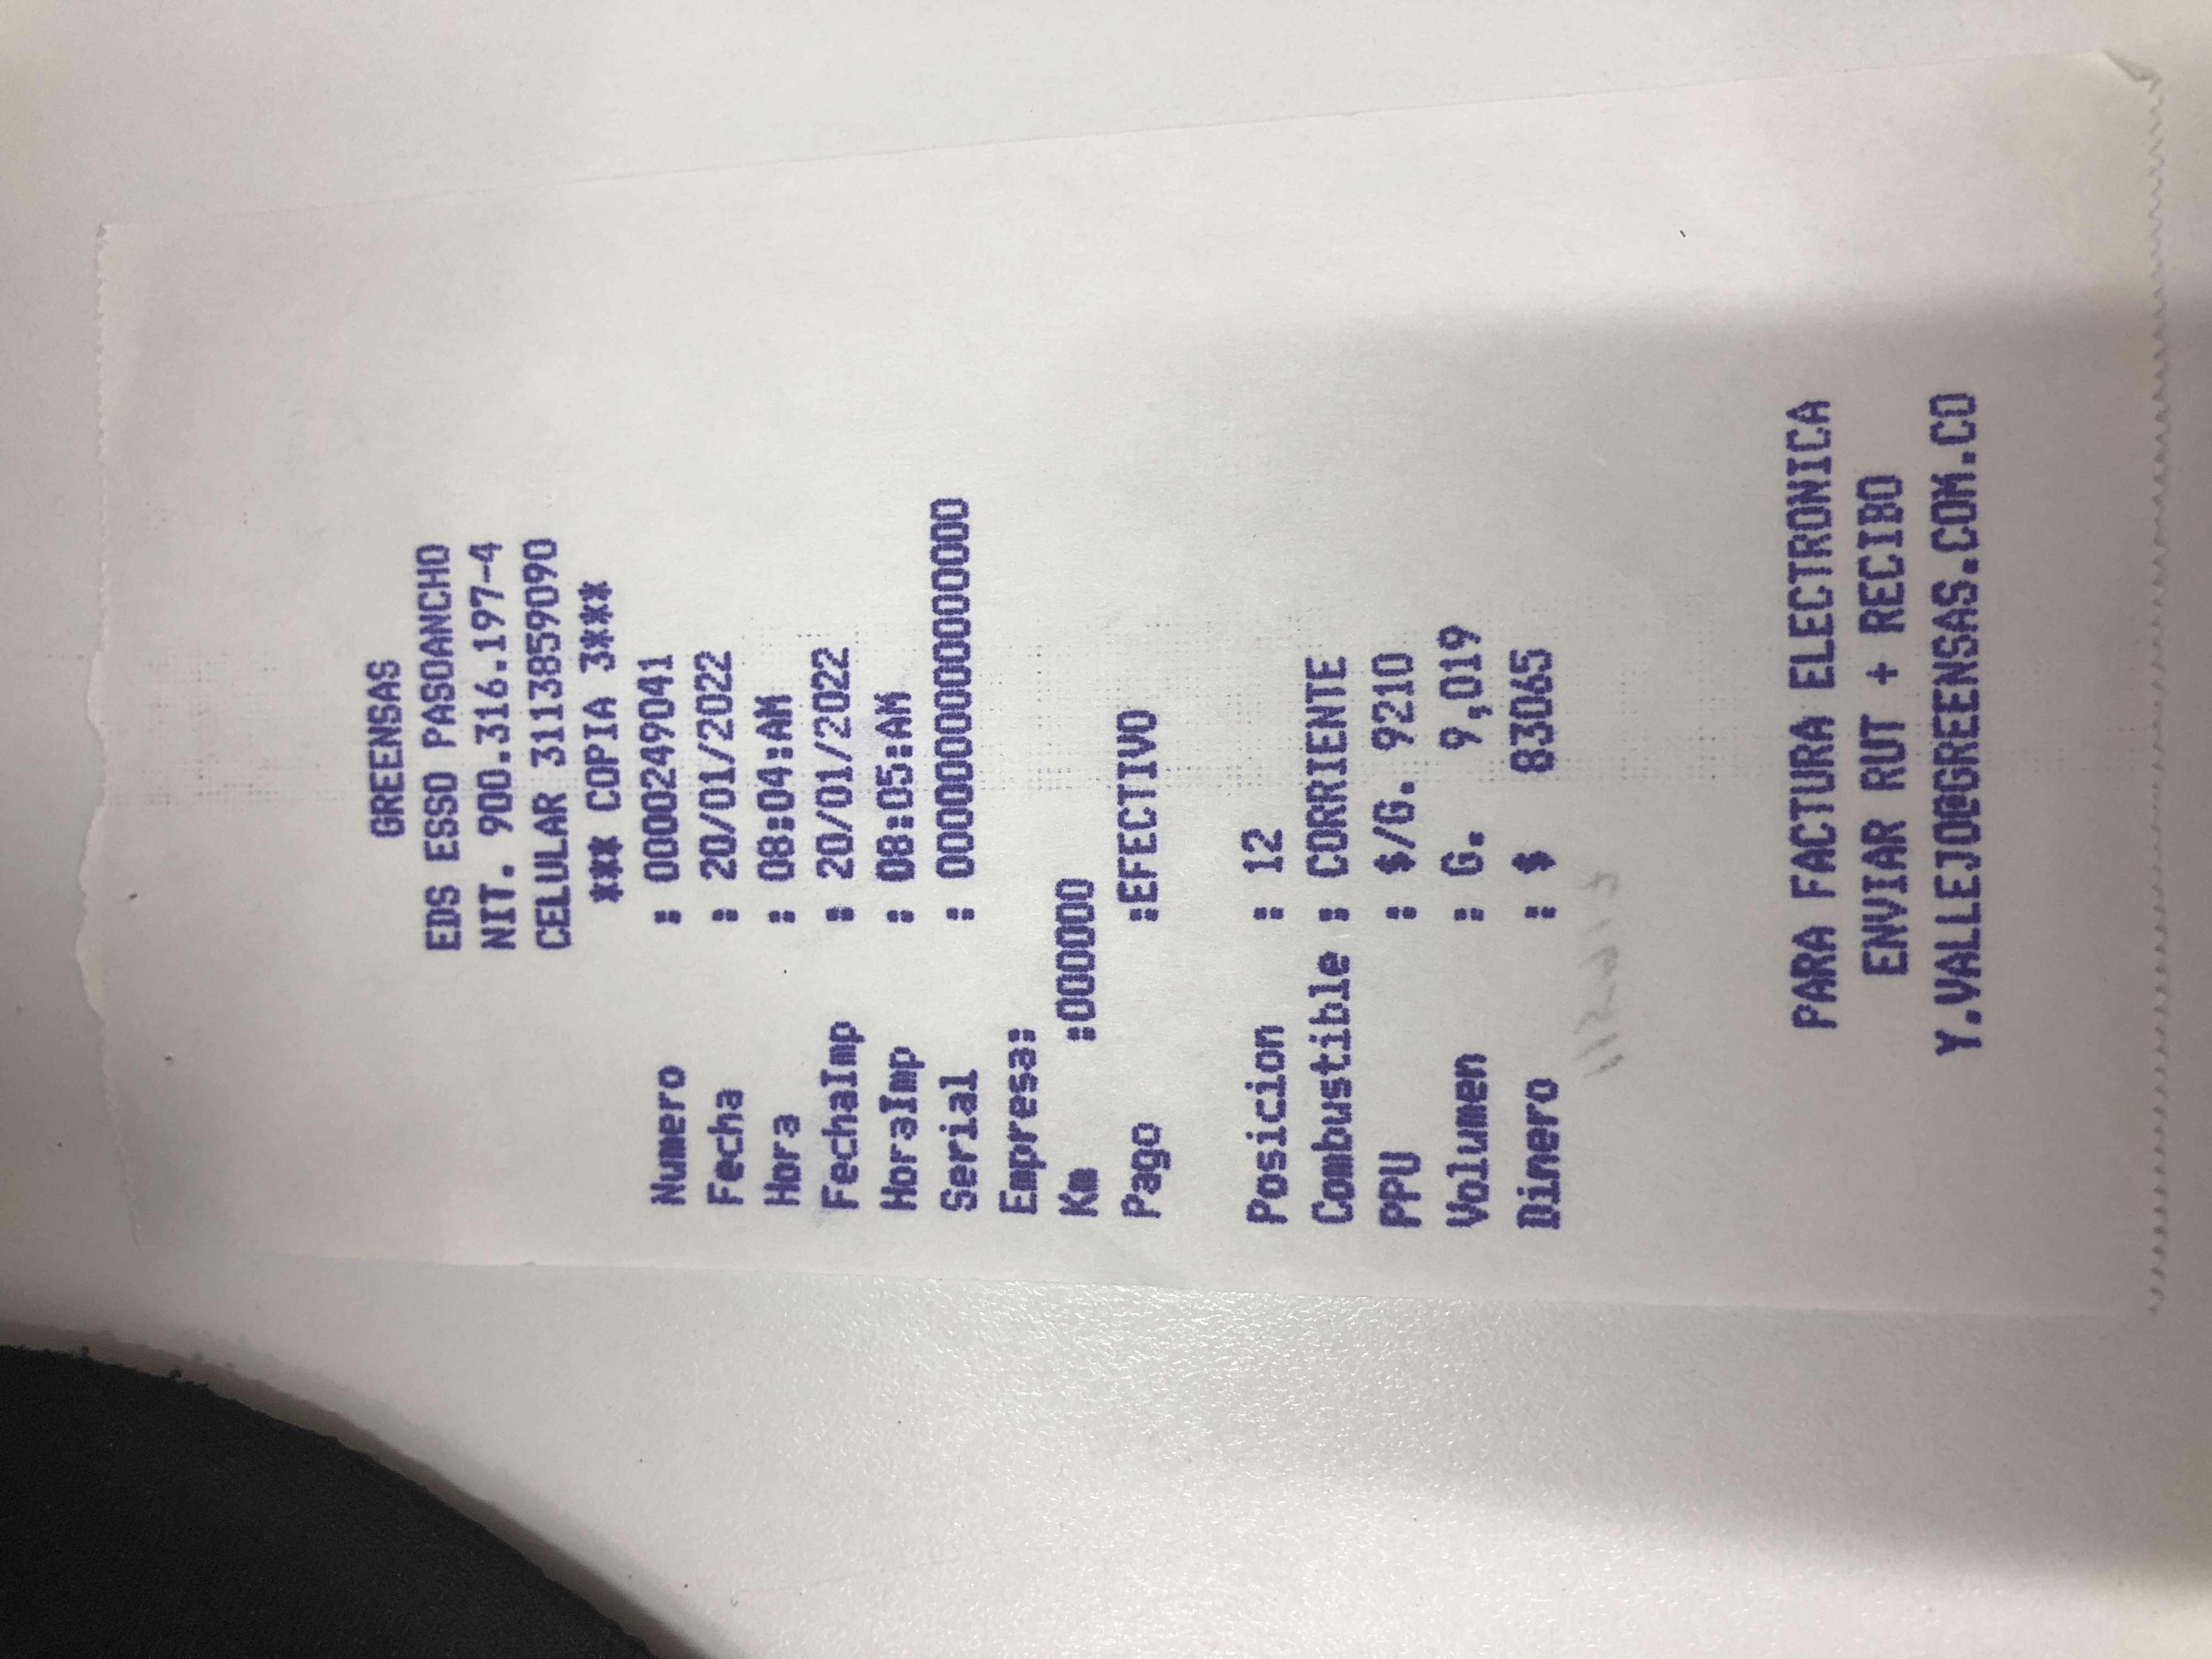 GREENSAS
EDS ESSO PASOANCHO
NIT. 900.316.197-4
CELULAR 3113859090
*** COPIA 3***
Numero : 0000249041
Fecha : 20/01/2022
Hora : 08:04:AM
FechaImp : 20/01/2022
HoraImp : 08:05:AM
Serial : 0000000000000000
Empresa:
Km :000000
Pago :EFECTIVO
Posicion : 12
Combustible : CORRIENTE
PPU : $/G. 9210
Volumen : G. 9,019
Dinero : $ 83065
PARA FACTURA ELECTRONICA
ENVIAR RUT + RECIBO
Y.VALLEJO@GREENSAS.COM.CO